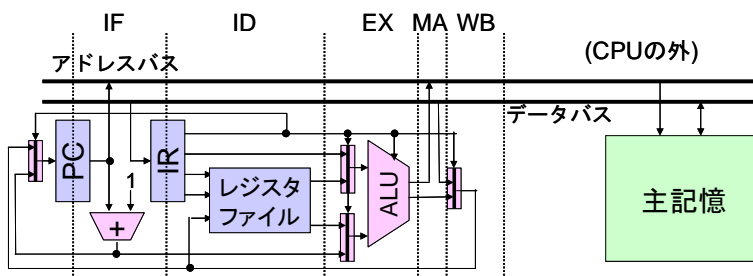 IF ID EX MA WB
(CPUの外)
アドレスバス
データバス
PC
1
+
IR
レジスタ
ファイル
ALU
主記憶